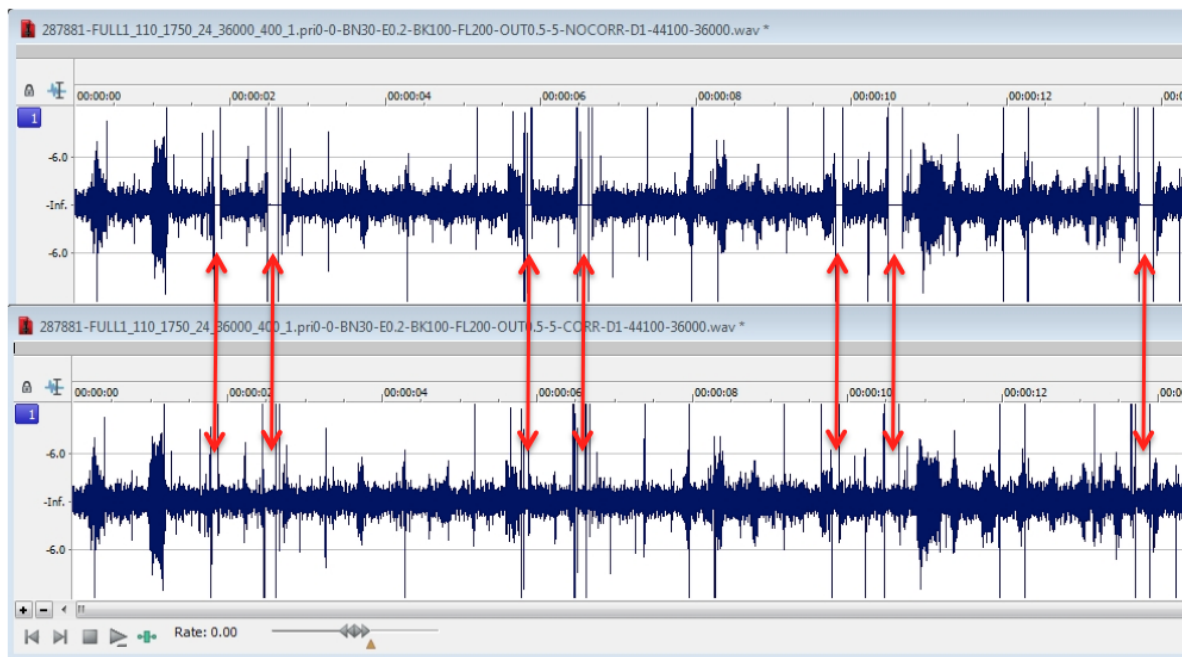 287881-FULL1_110_1750_24_36000_400_1.pri0-0-BN30-E0.2-BK100-FL200-OUT0.5-5-NOCORR-D1-44100-36000.wav *
00:00:00 00:00:02 00:00:04 00:00:06 00:00:08 00:00:10 00:00:12
1
-6.0
-Inf.
-6.0
287881-FULL1_110_1750_24_36000_400_1.pri0-0-BN30-E0.2-BK100-FL200-OUT0.5-5-CORR-D1-44100-36000.wav *
00:00:00 00:00:02 00:00:04 00:00:06 00:00:08 00:00:10 00:00:12
1
-6.0
-Inf.
-6.0
Rate: 0.00